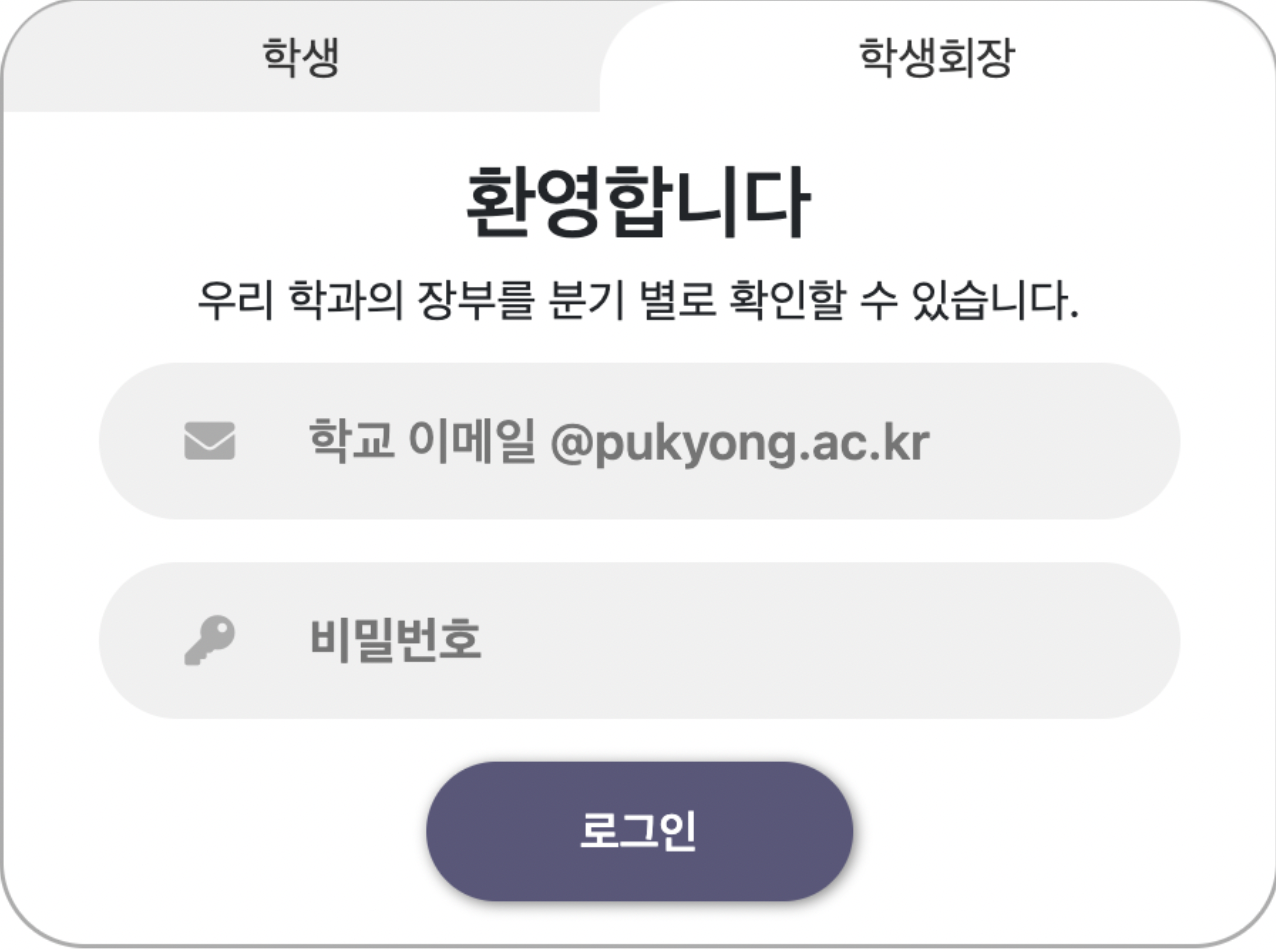 학생
학생회장
환영합니다
우리 학과의 장부를 분기 별로 확인할 수 있습니다.
학교 이메일 @pukyong.ac.kr
비밀번호
로그인